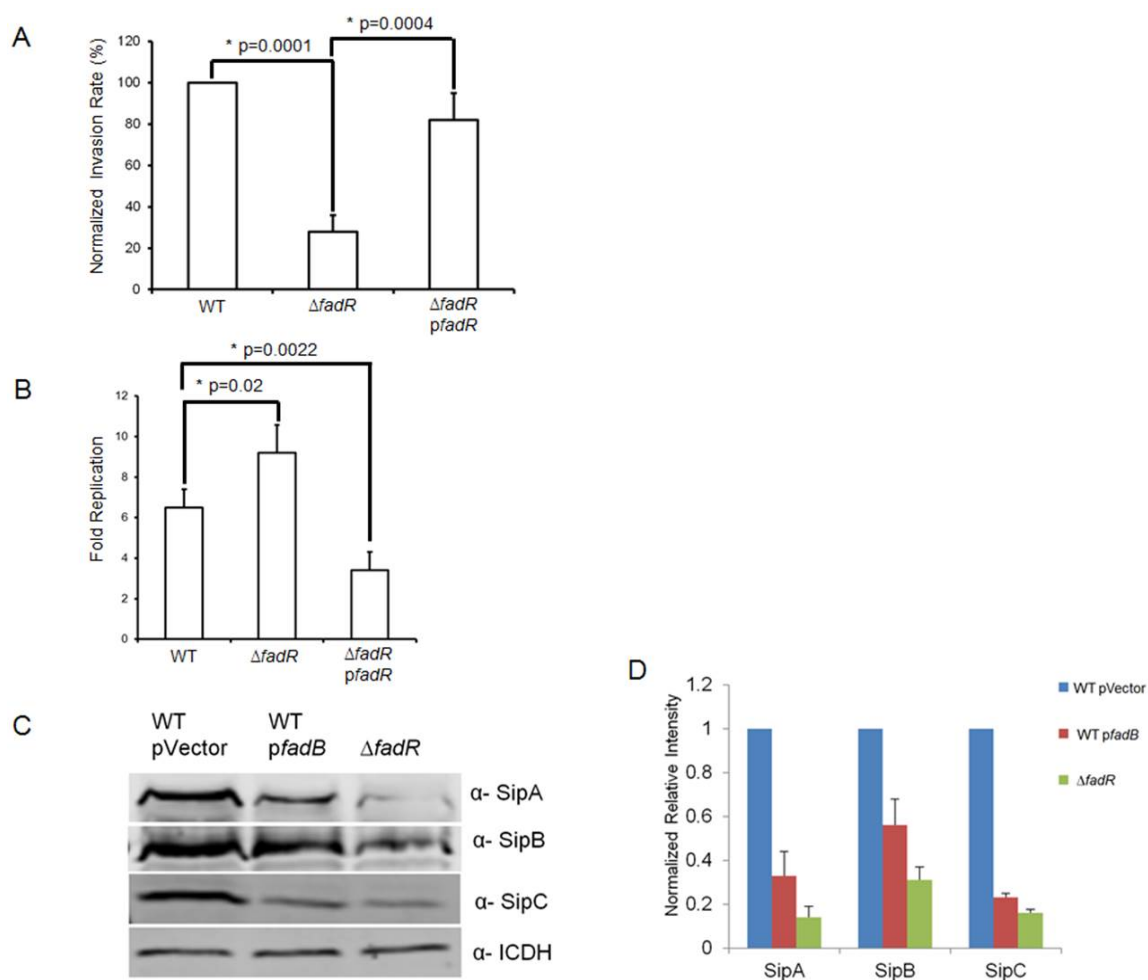 A
* p=0.0004
* p=0.0001
Normalized Invasion Rate (%)
120
100
80
60
40
20
0
WT
ΔfadR
ΔfadR
pfadR
B
* p=0.0022
* p=0.02
Fold Replication
12
10
8
6
4
2
0
WT
ΔfadR
ΔfadR
pfadR
C
WT
pVector
WT
pfadB
ΔfadR
α- SipA
α- SipB
α- SipC
α- ICDH
D
Normalized Relative Intensity
1.2
1
0.8
0.6
0.4
0.2
0
SipA
SipB
SipC
WT pVector
WT pfadB
ΔfadR